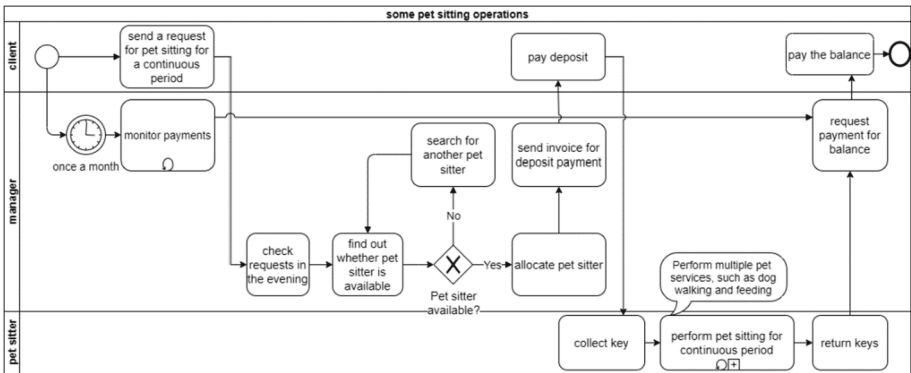 some pet sitting operations
client
send a request
for pet sitting for
a continuous
period
pay deposit
pay the balance
manager
once a month
monitor payments
search for
another pet
sitter
send invoice for
deposit payment
request
payment for
balance
No
check
requests in
the evening
find out
whether pet
sitter is
available
Yes
allocate pet sitter
Pet sitter
available?
Perform multiple pet
services, such as dog
walking and feeding
pet sitter
collect key
perform pet sitting for
continuous period
return keys